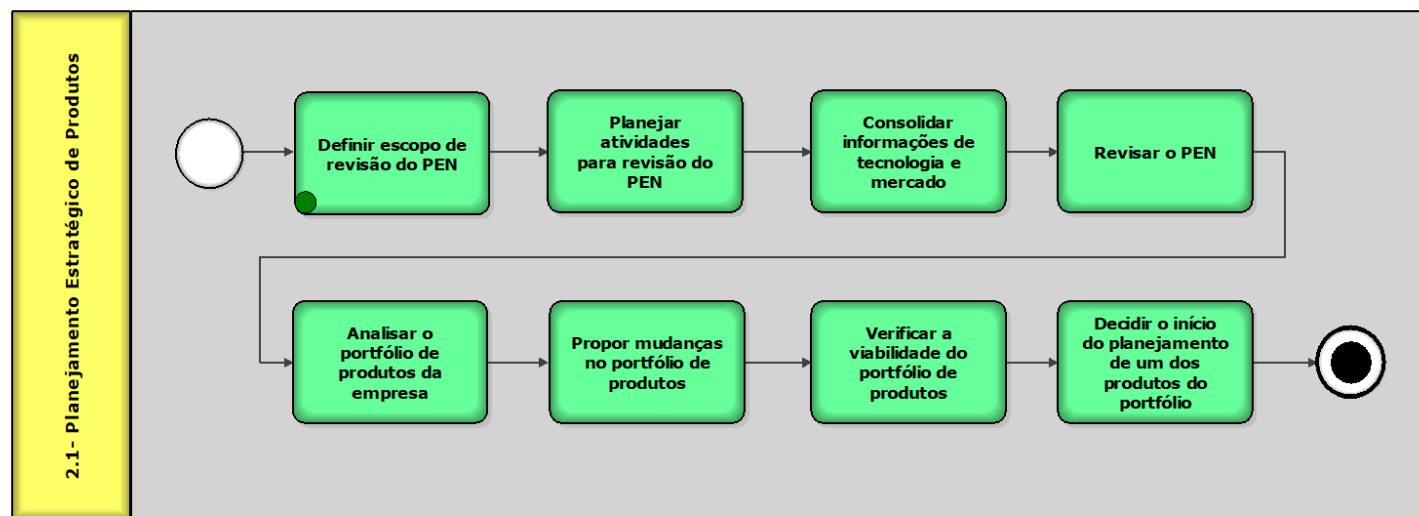 2.1- Planejamento Estratégico de Produtos
Definir escopo de
revisão do PEN
Planejar
atividades
para revisão do
PEN
Consolidar
informações de
tecnologia e
mercado
Revisar o PEN
Analisar o
portfólio de
produtos da
empresa
Propor mudanças
no portfólio de
produtos
Verificar a
viabilidade do
portfólio de
produtos
Decidir o início
do planejamento
de um dos
produtos do
portfólio